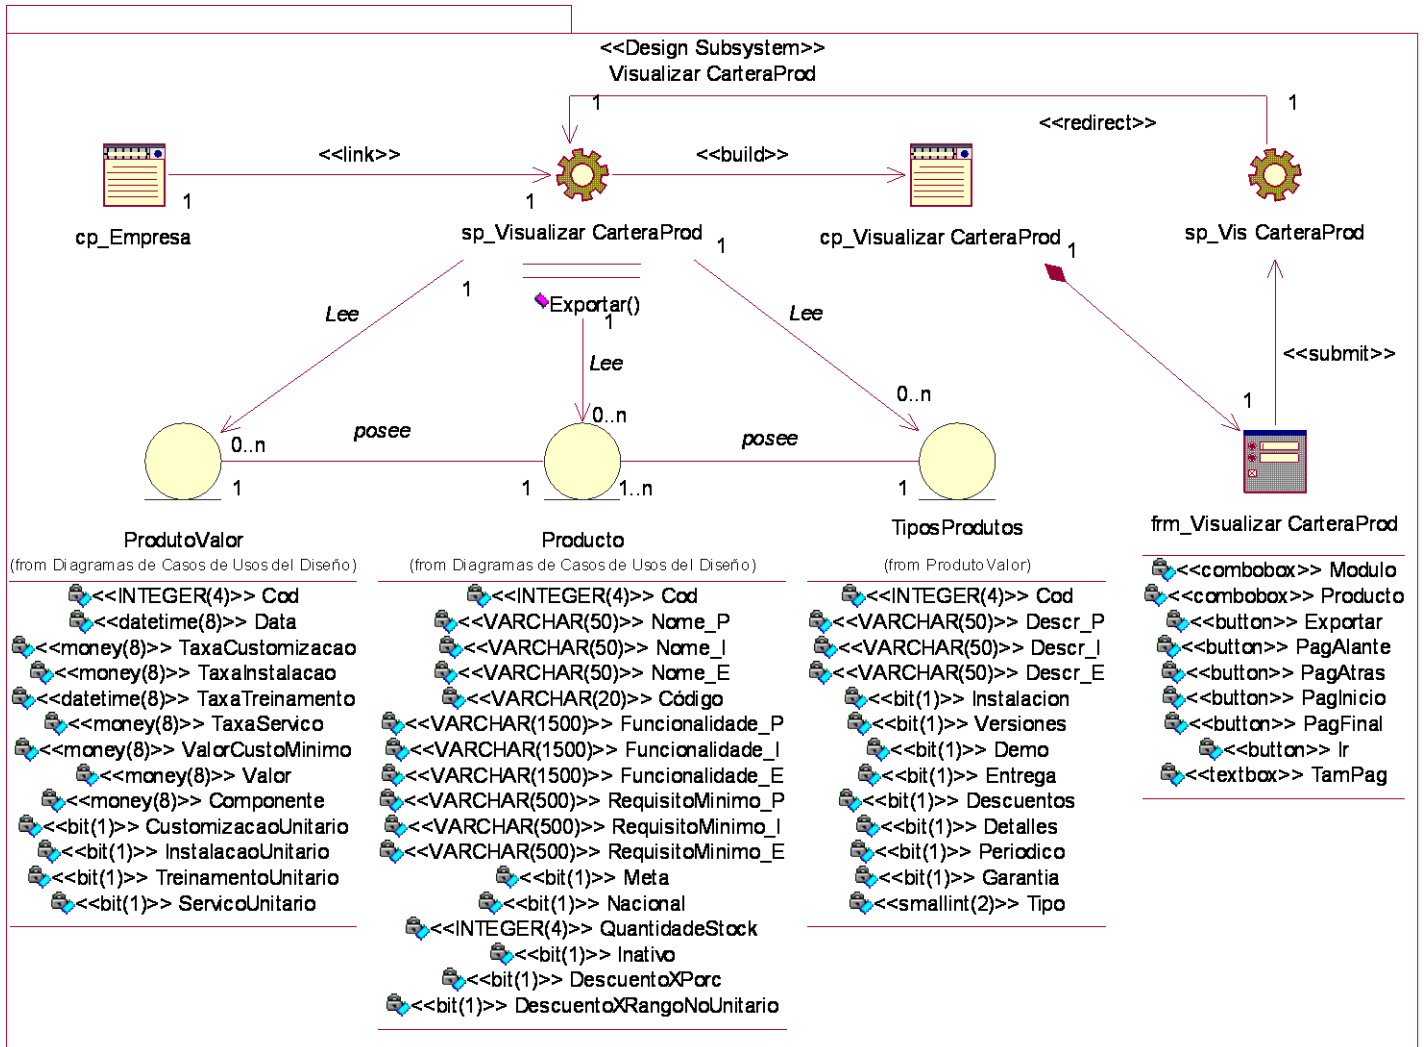 <<Design Subsystem>>
Visualizar CarteraProd
1
1
<<redirect>>
<<link>>
<<build>>
1
1
cp_Empresa
sp_Visualizar CarteraProd
1
cp_Visualizar CarteraProd
1
sp_Vis CarteraProd
1
Exportar()
Lee
1
Lee
Lee
<<submit>>
0..n
1
0..n
0..n
posee
posee
1
1
1..n
1
ProdutoValor
(from Diagramas de Casos de Usos del Diseño)
<<INTEGER(4)>> Cod
<<datetime(8)>> Data
<<money(8)>> TaxaCustomizacao
<<money(8)>> TaxaInstalacao
<<datetime(8)>> TaxaTreinamento
<<money(8)>> TaxaServico
<<money(8)>> ValorCustoMinimo
<<money(8)>> Valor
<<money(8)>> Componente
<<bit(1)>> CustomizacaoUnitario
<<bit(1)>> InstalacaoUnitario
<<bit(1)>> TreinamentoUnitario
<<bit(1)>> ServicoUnitario
Producto
(from Diagramas de Casos de Usos del Diseño)
<<INTEGER(4)>> Cod
<<VARCHAR(50)>> Nome_P
<<VARCHAR(50)>> Nome_I
<<VARCHAR(50)>> Nome_E
<<VARCHAR(20)>> Código
<<VARCHAR(1500)>> Funcionalidade_P
<<VARCHAR(1500)>> Funcionalidade_I
<<VARCHAR(1500)>> Funcionalidade_E
<<VARCHAR(500)>> RequisitoMinimo_P
<<VARCHAR(500)>> RequisitoMinimo_I
<<VARCHAR(500)>> RequisitoMinimo_E
<<bit(1)>> Meta
<<bit(1)>> Nacional
<<INTEGER(4)>> QuantidadeStock
<<bit(1)>> Inativo
<<bit(1)>> DescuentoXPorc
<<bit(1)>> DescuentoXRangoNoUnitario
TiposProdutos
(from ProdutoValor)
<<INTEGER(4)>> Cod
<<VARCHAR(50)>> Descr_P
<<VARCHAR(50)>> Descr_I
<<VARCHAR(50)>> Descr_E
<<bit(1)>> Instalacion
<<bit(1)>> Versiones
<<bit(1)>> Demo
<<bit(1)>> Entrega
<<bit(1)>> Descuentos
<<bit(1)>> Detalles
<<bit(1)>> Periodico
<<bit(1)>> Garantia
<<smallint(2)>> Tipo
frm_Visualizar CarteraProd
<<combobox>> Modulo
<<combobox>> Producto
<<button>> Exportar
<<button>> PagAlante
<<button>> PagAtras
<<button>> PagInicio
<<button>> PagFinal
<<button>> Ir
<<textbox>> TamPag